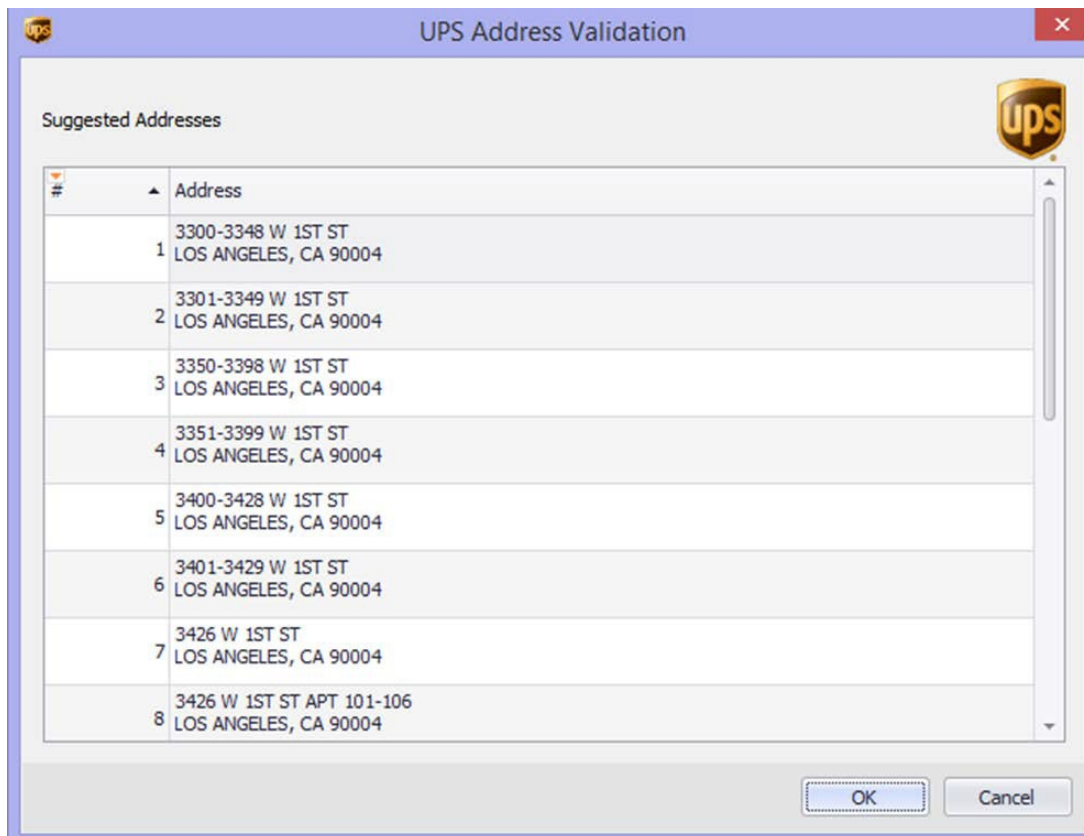 ups
UPS Address Validation
Suggested Addresses
ups
#
Address
1
3300-3348 W 1ST ST
LOS ANGELES, CA 90004
2
3301-3349 W 1ST ST
LOS ANGELES, CA 90004
3
3350-3398 W 1ST ST
LOS ANGELES, CA 90004
4
3351-3399 W 1ST ST
LOS ANGELES, CA 90004
5
3400-3428 W 1ST ST
LOS ANGELES, CA 90004
6
3401-3429 W 1ST ST
LOS ANGELES, CA 90004
7
3426 W 1ST ST
LOS ANGELES, CA 90004
8
3426 W 1ST ST APT 101-106
LOS ANGELES, CA 90004
OK
Cancel